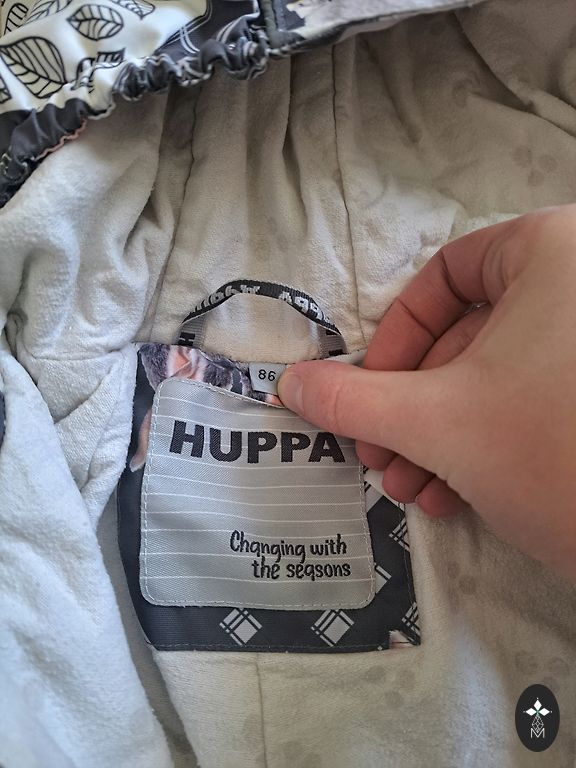 86
HUPPA
Changing with
the seasons